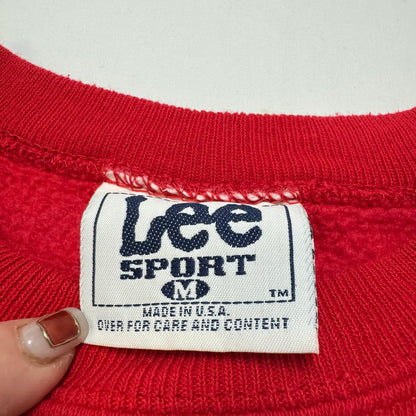 Lee
SPORT
M
TM
MADE IN U.S.A.
OVER FOR CARE AND CONTENT